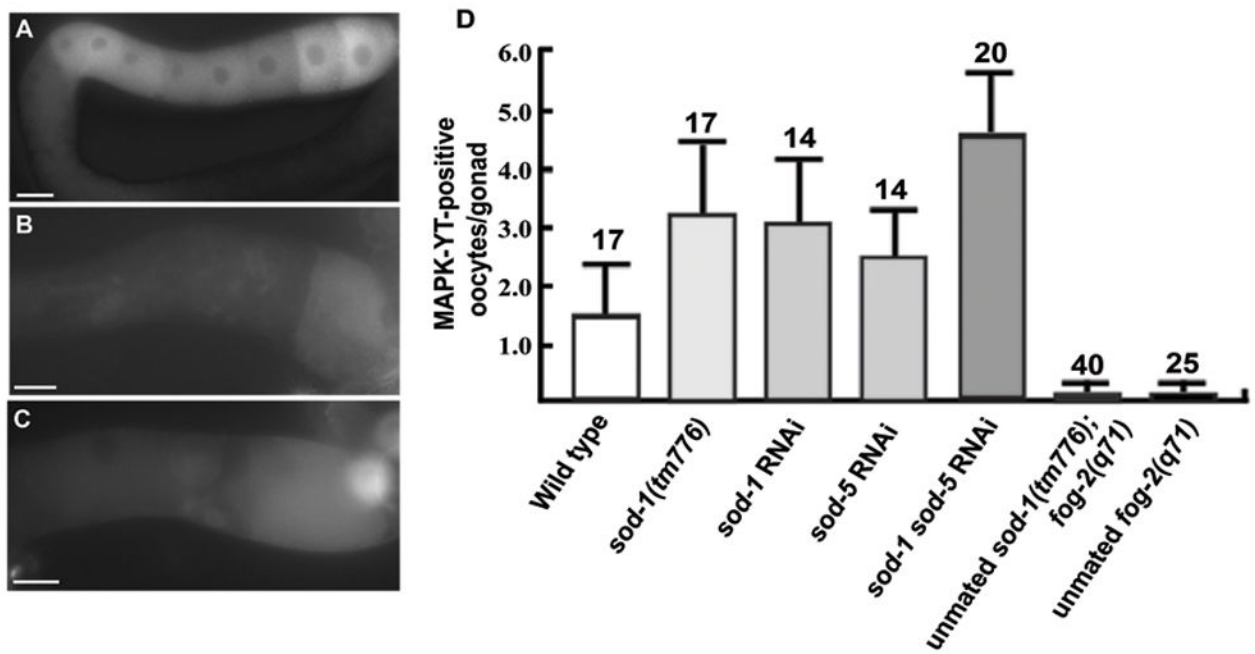 A
B
C
D
MAPK-YT-positive
oocytes/gonad
6.0
5.0
4.0
3.0
2.0
1.0
17
17
14
14
20
40
25
Wild type
sod-1(tm776)
sod-1 RNAi
sod-5 RNAi
sod-1 sod-5 RNAi
unmated sod-1(tm776);
fog-2(q71)
unmated fog-2(q71)